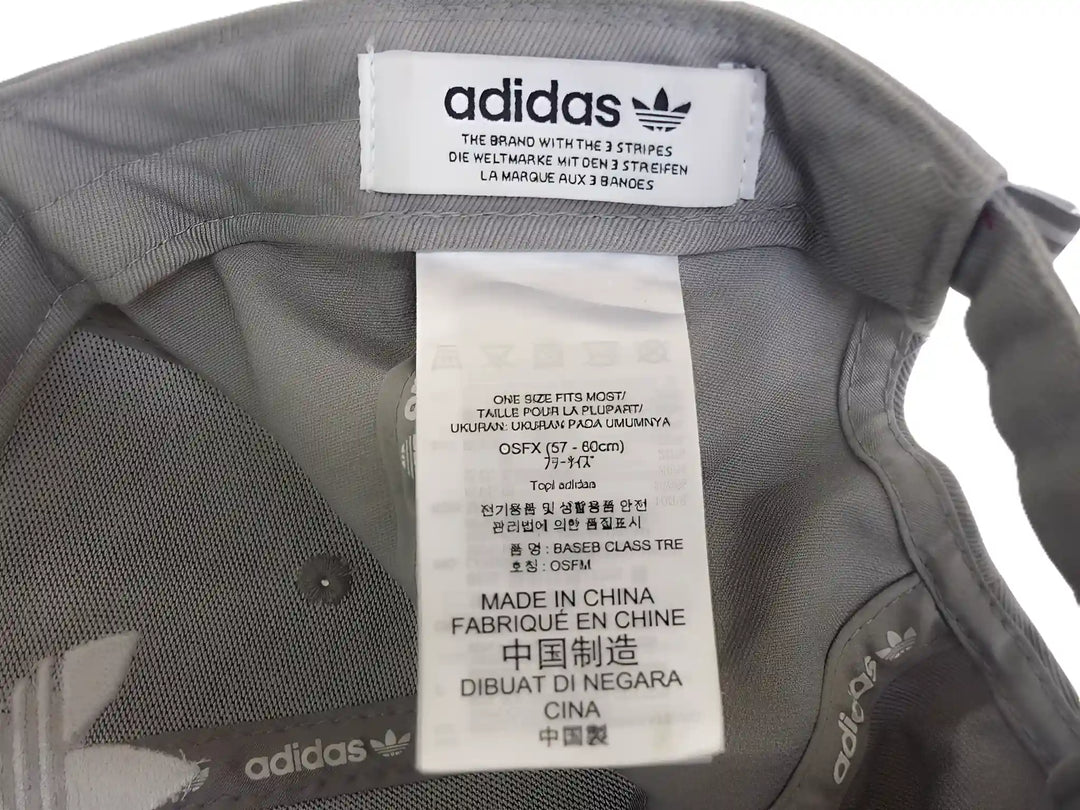 adidas
THE BRAND WITH THE 3 STRIPES
DIE WELTMARKE MIT DEN 3 STREIFEN
LA MARQUE AUX 3 BANDES
ONE SIZE FITS MOST/
TAILLE POUR LA PLUPART/
UKURAN: UKURAN PADA UMUMNYA
OSFX (57 - 60cm)
フリーサイズ
Topi adidas
전기용품 및 생활용품 안전
관리법에 의한 품질표시
품 명 : BASEB CLASS TRE
호칭 : OSFM
MADE IN CHINA
FABRIQUÉ EN CHINE
中国制造
DIBUAT DI NEGARA
CINA
中国製
adidas
adidas